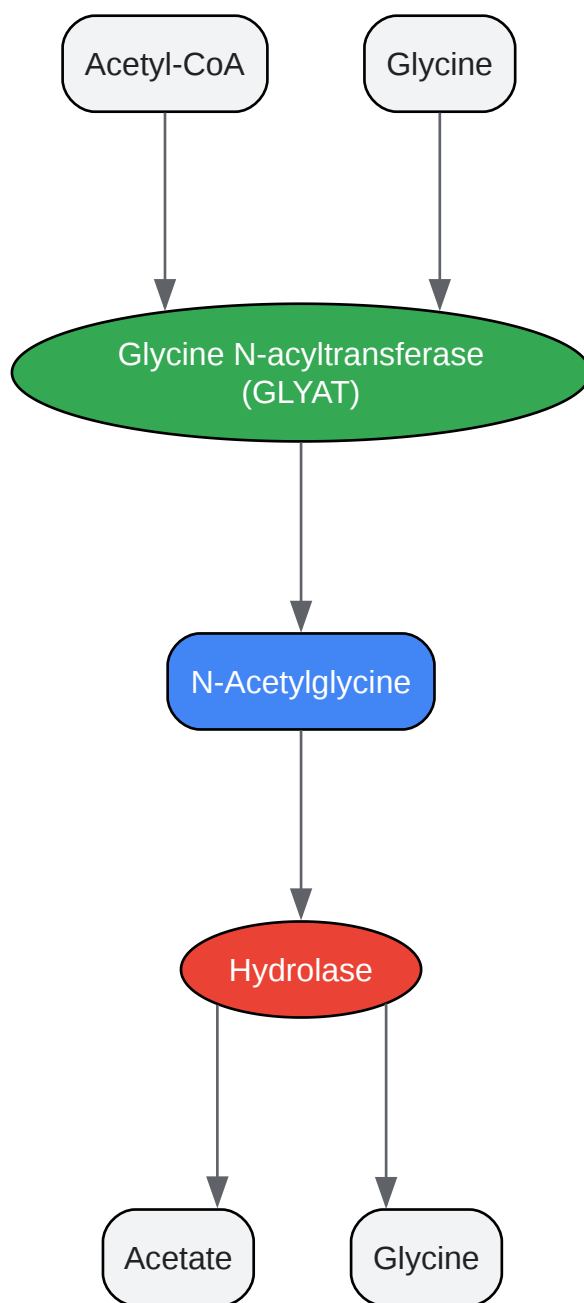 Acetyl-CoA
Glycine
Glycine N-acyltransferase
(GLYAT)
N-Acetylglycine
Hydrolase
Acetate
Glycine